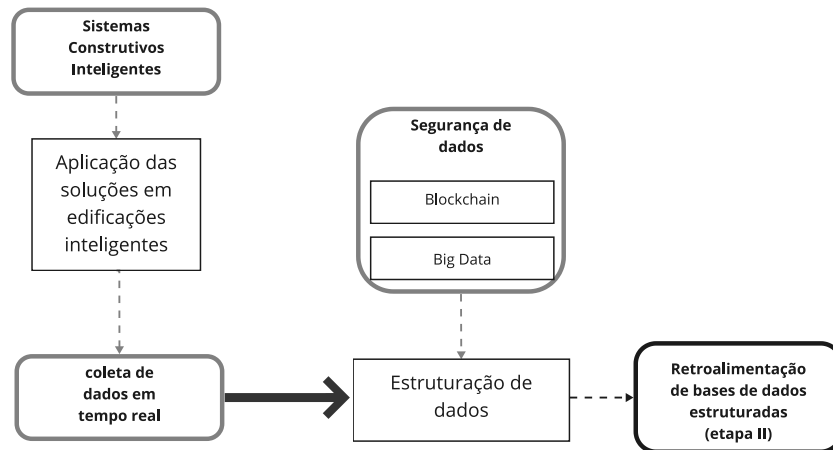 Sistemas
Construtivos
Inteligentes
Aplicação das
soluções em
edificações
inteligentes
coleta de
dados em
tempo real
Segurança de
dados
Blockchain
Big Data
Estruturação de
dados
Retroalimentação
de bases de dados
estruturadas
(etapa II)